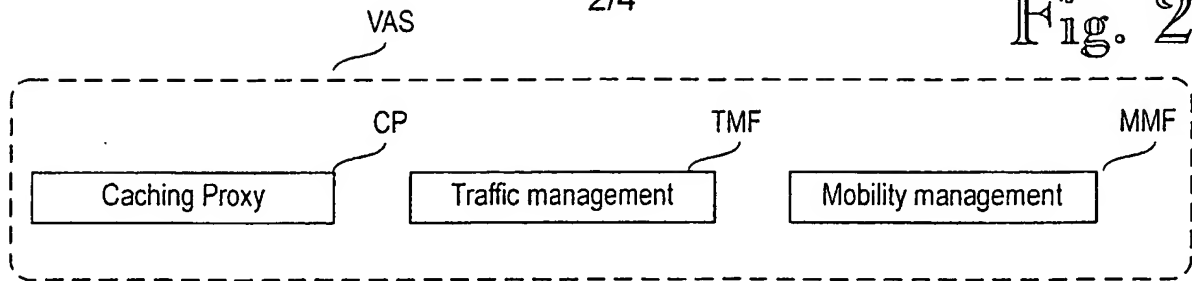 2/4
Fig. 2
VAS
CP
TMF
MMF
Caching Proxy
Traffic management
Mobility management